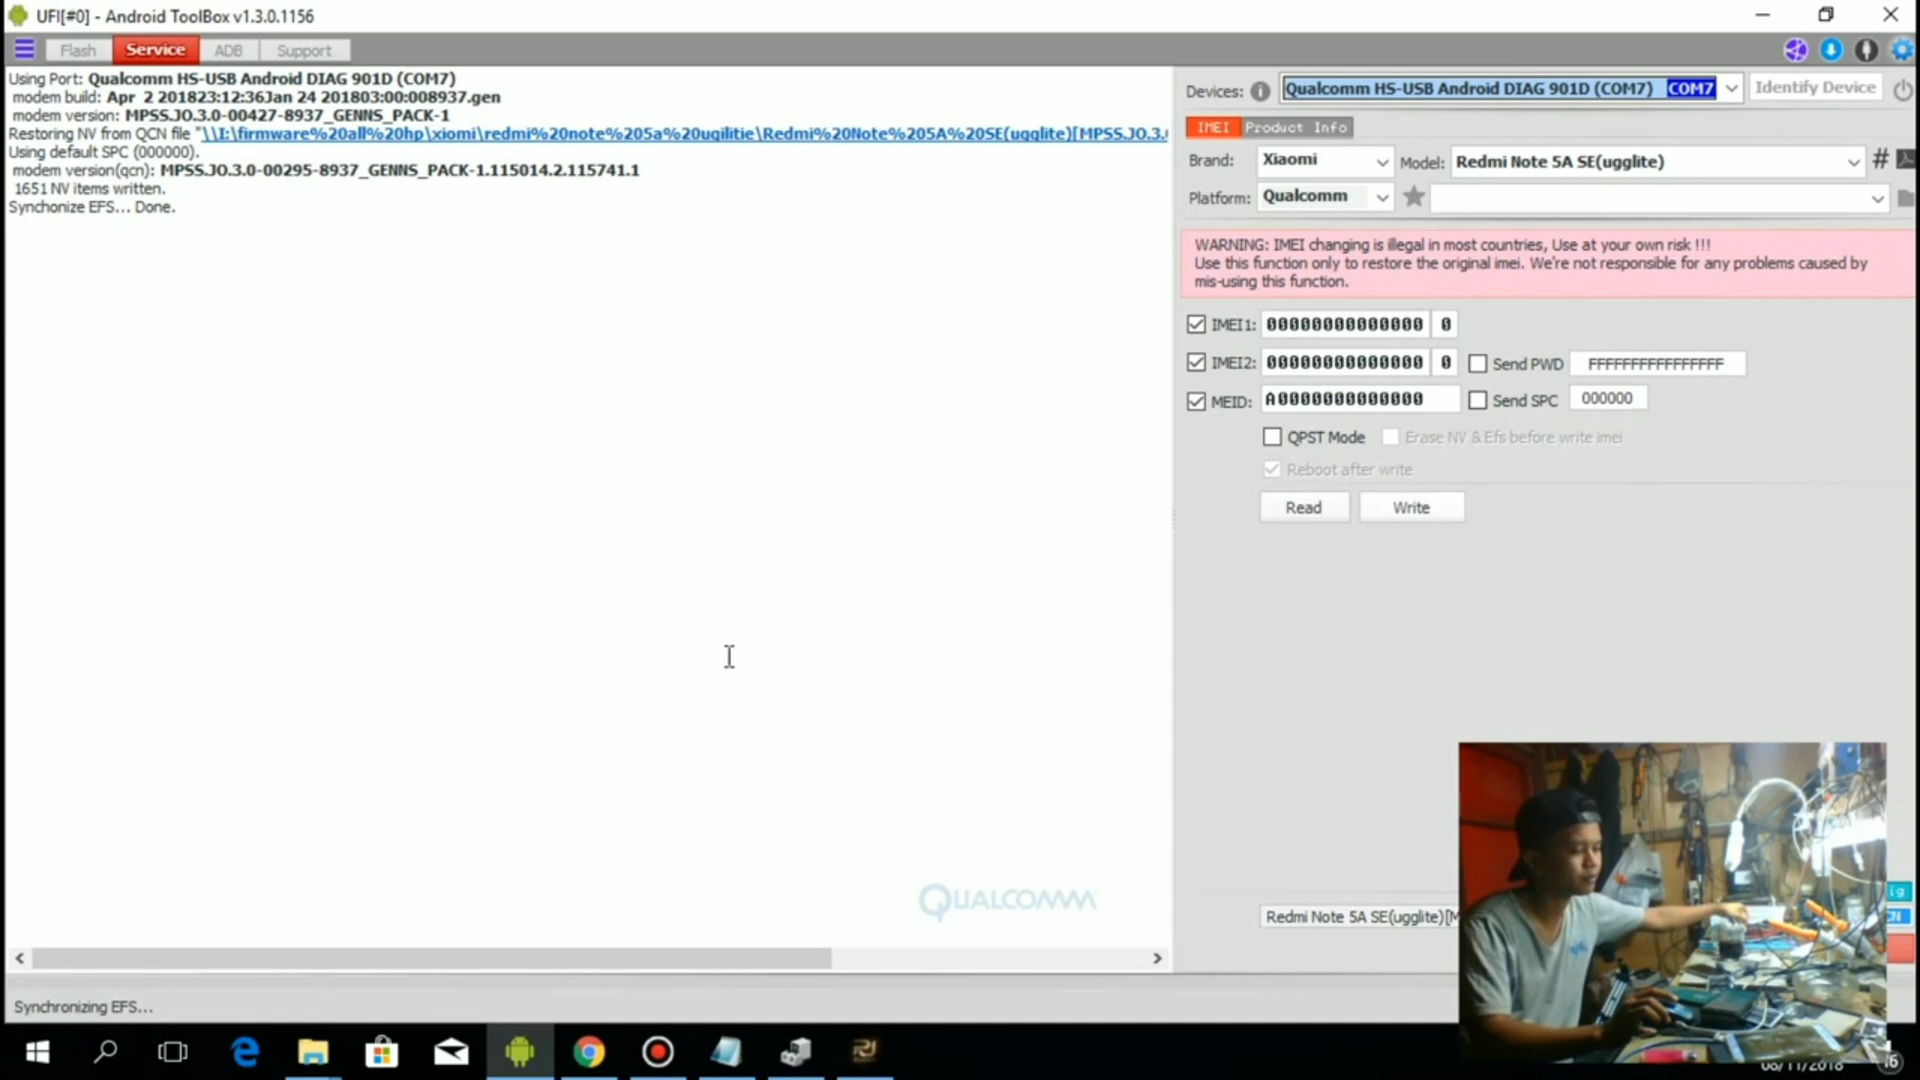 UFI[#0] - Android ToolBox v1.3.0.1156
Flash Service ADB Support
Using Port: Qualcomm HS-USB Android DIAG 901D (COM7)
modem build: Apr 2 201823:12:36Jan 24 201803:00:008937.gen
modem version: MPSS.JO.3.0-00427-8937_GENNS_PACK-1
Restoring NV from QCN file "\\I:\firmware%20all%20hp\xiomi\redmi%20note%205a%20ugilitie\Redmi%20Note%205A%20SE(ugglite)[MPSS.JO.3.
Using default SPC (000000).
modem version(qcn): MPSS.JO.3.0-00295-8937_GENNS_PACK-1.115014.2.115741.1
1651 NV items written.
Synchonize EFS... Done.
QUALCOMM
Synchronizing EFS...
Devices: Qualcomm HS-USB Android DIAG 901D (COM7) COM7 Identify Device
IMEI Product Info
Brand: Xiaomi Model: Redmi Note 5A SE(ugglite) #
Platform: Qualcomm
WARNING: IMEI changing is illegal in most countries, Use at your own risk !!!
Use this function only to restore the original imei. We're not responsible for any problems caused by
mis-using this function.
IMEI1: 00000000000000 0
IMEI2: 00000000000000 0 Send PWD FFFFFFFFFFFFFFFF
MEID: A0000000000000 Send SPC 000000
QPST Mode Erase NV & Efs before write imei
Reboot after write
Read Write
Redmi Note 5A SE(ugglite)[M